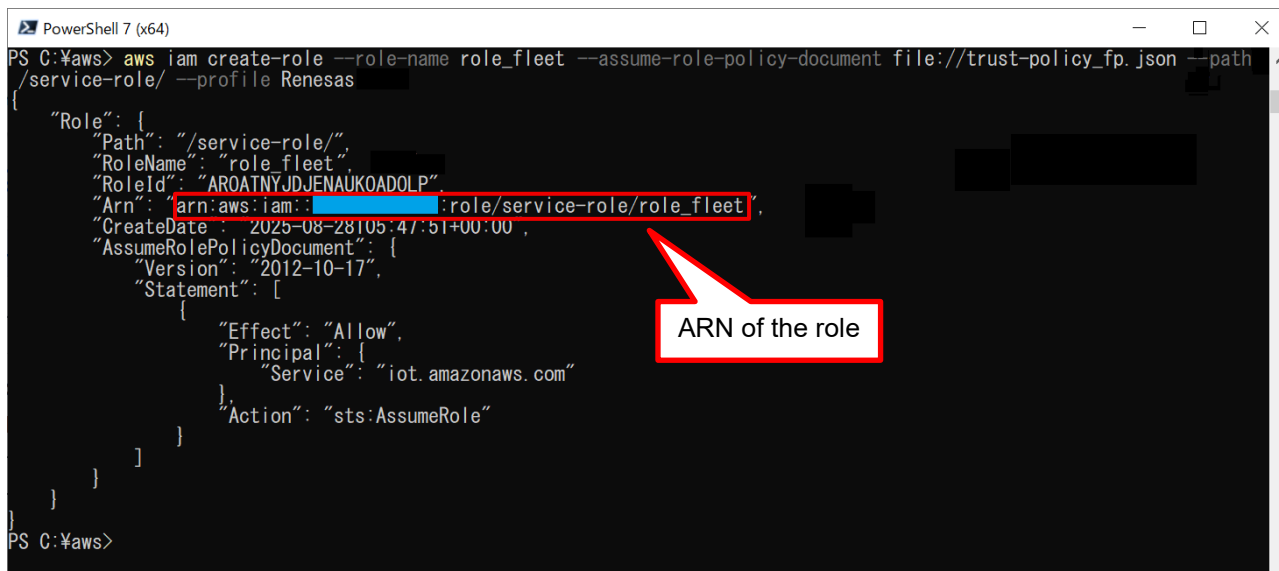 PowerShell 7 (x64)
PS C:¥aws> aws iam create-role --role-name role_fleet --assume-role-policy-document file://trust-policy_fp.json --path
/service-role/ --profile Renesas
{
"Role": {
"Path": "/service-role/",
"RoleName": "role_fleet",
"RoleId": "AROATNYJDJENAUKOADOLP",
"Arn": "arn:aws:iam:: :role/service-role/role_fleet",
"CreateDate": "2025-08-28T05:47:51+00:00",
"AssumeRolePolicyDocument": {
"Version": "2012-10-17",
"Statement": [
{
"Effect": "Allow",
"Principal": {
"Service": "iot.amazonaws.com"
},
"Action": "sts:AssumeRole"
}
]
}
}
}
PS C:¥aws>
ARN of the role